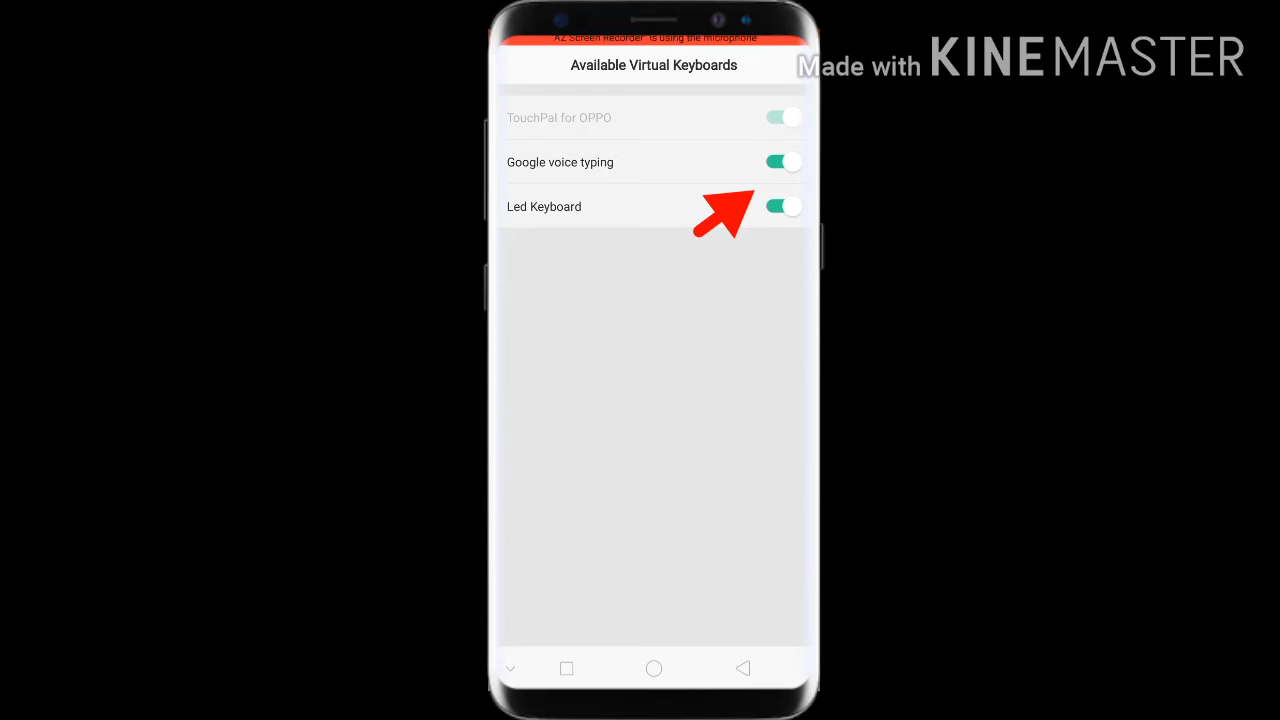 AZ Screen Recorder" is using the microphone
Available Virtual Keyboards
Made with KINEMASTER
TouchPal for OPPO
Google voice typing
Led Keyboard